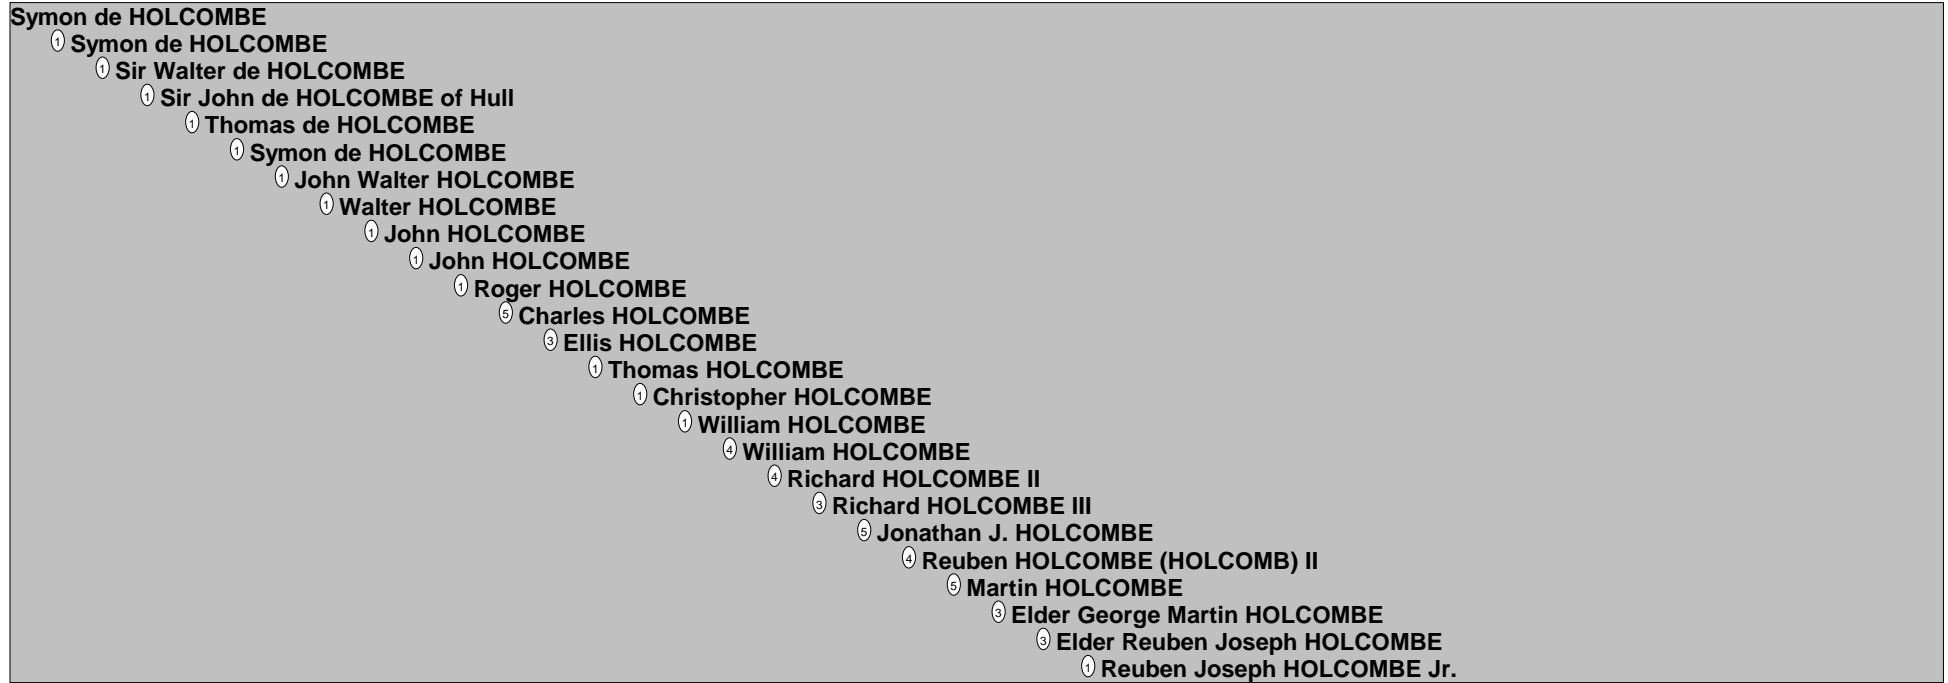 Symon de HOLCOMBE
1 Symon de HOLCOMBE
1 Sir Walter de HOLCOMBE
1 Sir John de HOLCOMBE of Hull
1 Thomas de HOLCOMBE
1 Symon de HOLCOMBE
1 John Walter HOLCOMBE
1 Walter HOLCOMBE
1 John HOLCOMBE
1 John HOLCOMBE
1 Roger HOLCOMBE
5 Charles HOLCOMBE
3 Ellis HOLCOMBE
1 Thomas HOLCOMBE
1 Christopher HOLCOMBE
1 William HOLCOMBE
4 William HOLCOMBE
4 Richard HOLCOMBE II
3 Richard HOLCOMBE III
5 Jonathan J. HOLCOMBE
4 Reuben HOLCOMBE (HOLCOMB) II
5 Martin HOLCOMBE
3 Elder George Martin HOLCOMBE
3 Elder Reuben Joseph HOLCOMBE
1 Reuben Joseph HOLCOMBE Jr.